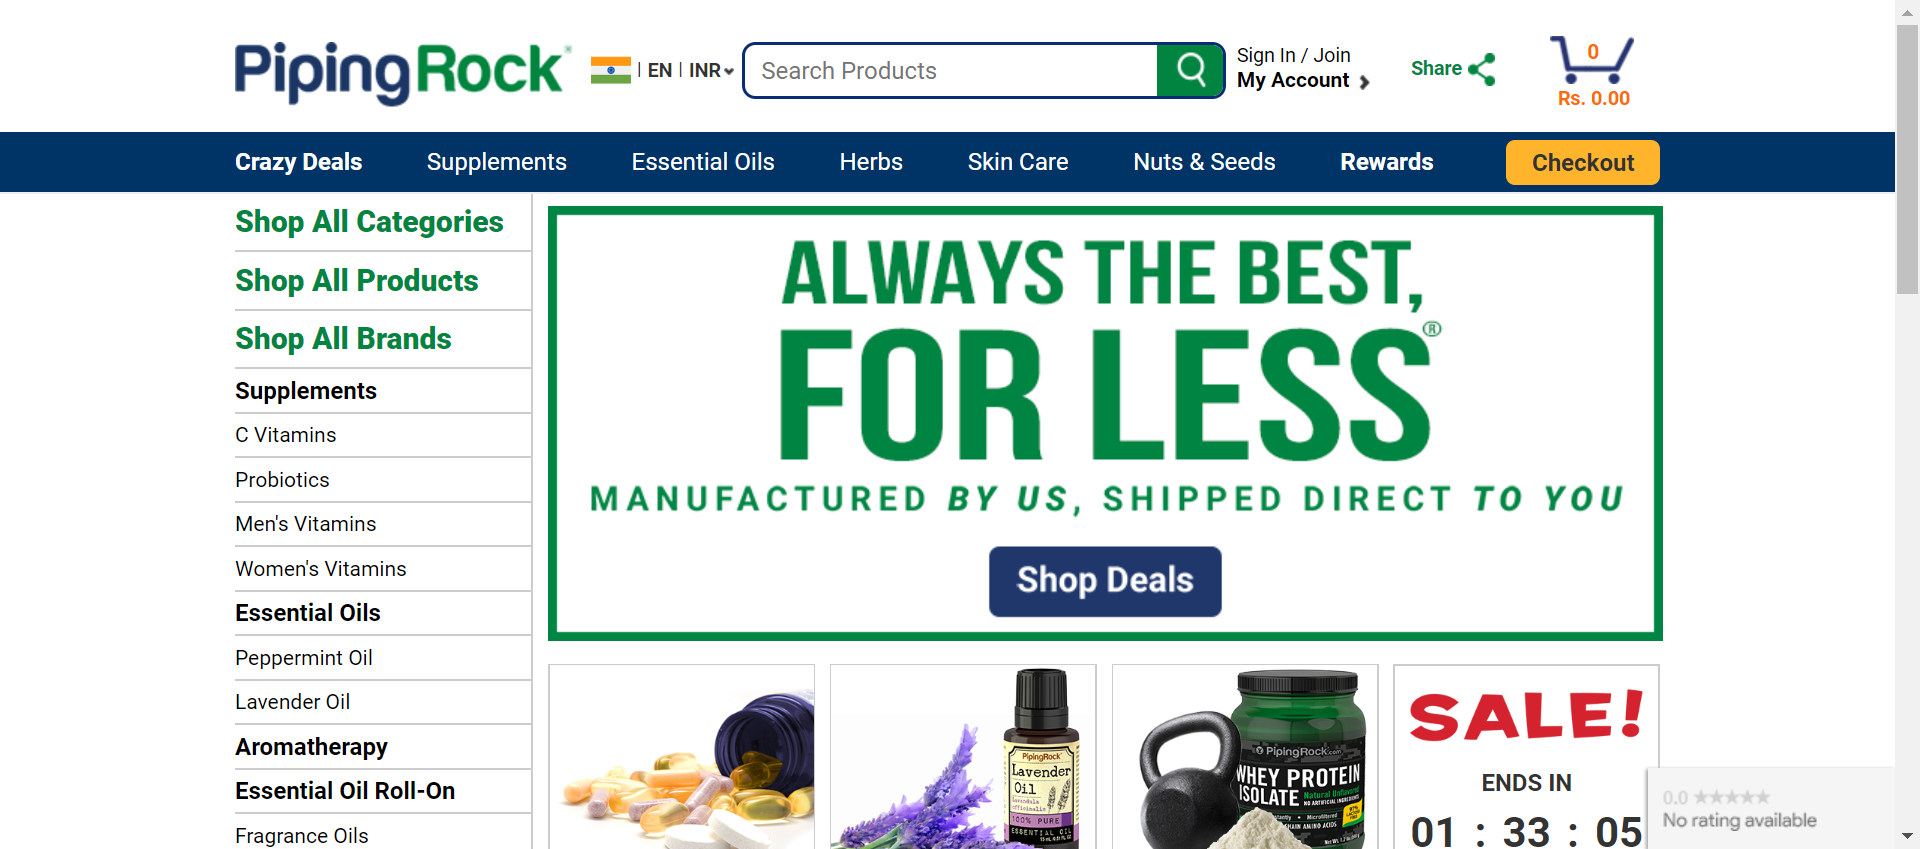 PipingRock
EN
INR
Search Products
Sign In / Join
My Account
Share
0
Rs. 0.00
Crazy Deals
Supplements
Essential Oils
Herbs
Skin Care
Nuts & Seeds
Rewards
Checkout
Shop All Categories
Shop All Products
Shop All Brands
Supplements
C Vitamins
Probiotics
Men's Vitamins
Women's Vitamins
Essential Oils
Peppermint Oil
Lavender Oil
Aromatherapy
Essential Oil Roll-On
Fragrance Oils
ALWAYS THE BEST,
FOR LESS®
MANUFACTURED BY US, SHIPPED DIRECT TO YOU
Shop Deals
PipingRock
Lavender
Oil
100% PURE
ESSENTIAL OIL
PipingRock.com
WHEY PROTEIN
ISOLATE Natural Unflavored
SALE!
ENDS IN
01 : 33 : 05
0.0 ★★★★★
No rating available